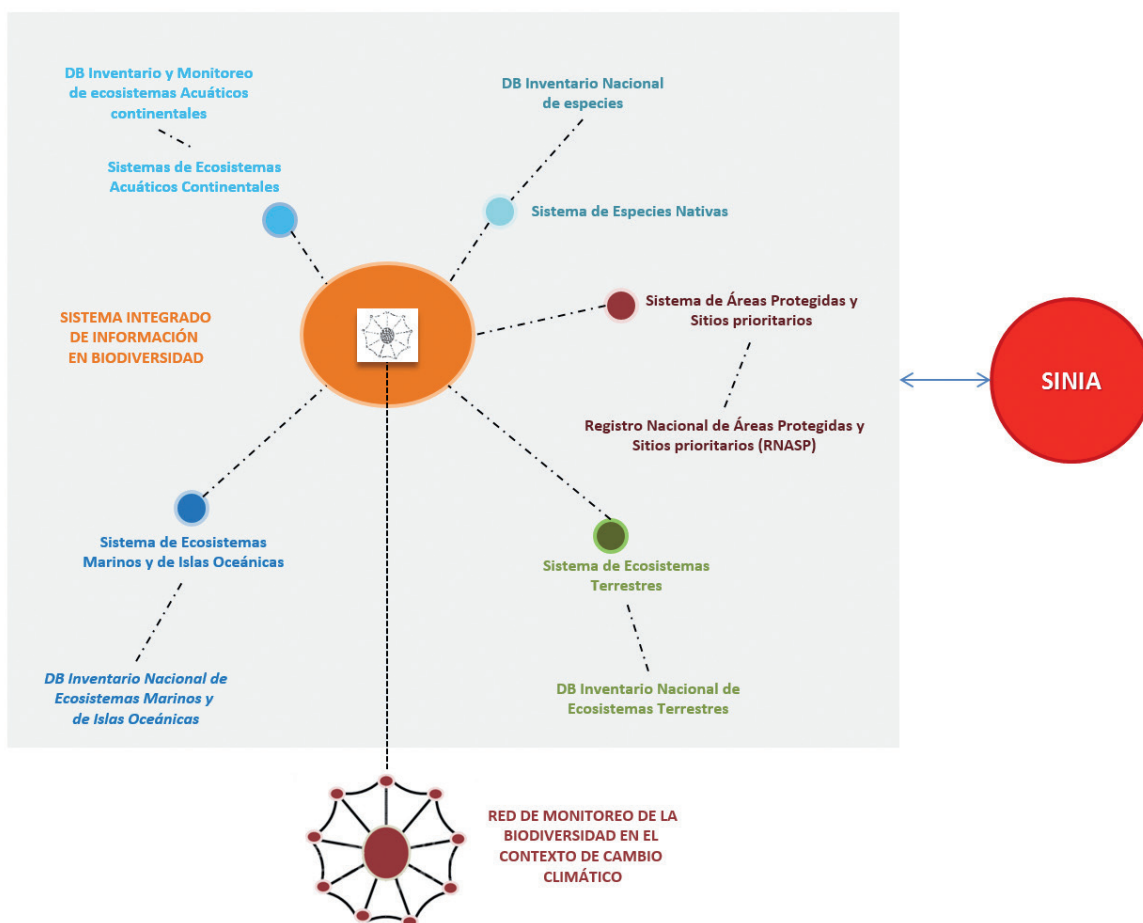 DB Inventario y Monitoreo
de ecosistemas Acuáticos
continentales
DB Inventario Nacional
de especies
Sistemas de Ecosistemas
Acuáticos Continentales
Sistema de Especies Nativas
SISTEMA INTEGRADO
DE INFORMACIÓN
EN BIODIVERSIDAD
Sistema de Áreas Protegidas y
Sitios prioritarios
SINIA
Registro Nacional de Áreas Protegidas y
Sitios prioritarios (RNASP)
Sistema de Ecosistemas
Marinos y de Islas Oceánicas
Sistema de Ecosistemas
Terrestres
DB Inventario Nacional de
Ecosistemas Marinos y
de Islas Oceánicas
DB Inventario Nacional de
Ecosistemas Terrestres
RED DE MONITOREO DE LA
BIODIVERSIDAD EN EL
CONTEXTO DE CAMBIO
CLIMÁTICO